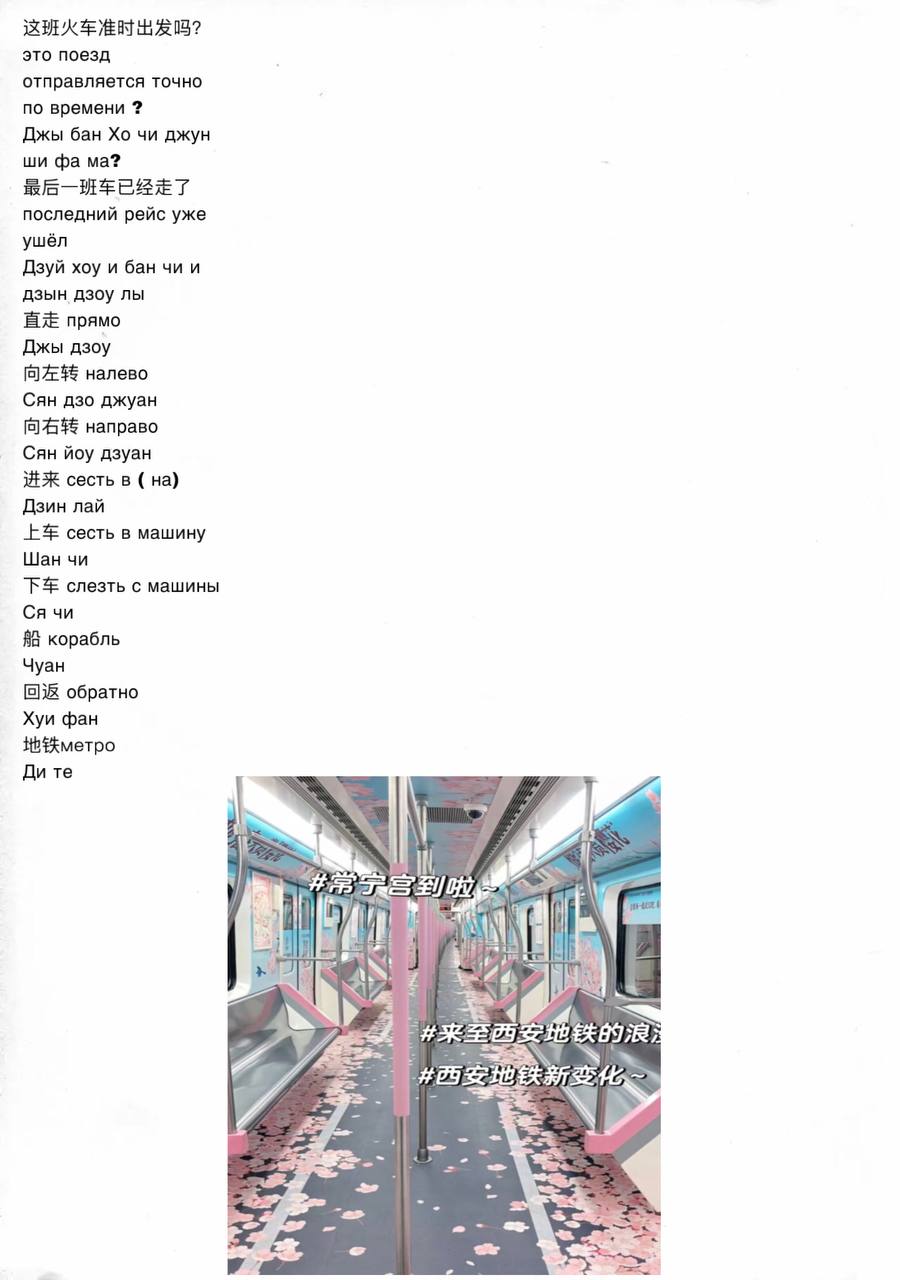 这班火车准时出发吗?
это поезд
отправляется точно
по времени ?
Джы бан Хо чи джун
ши фа ма?
最后一班车已经走了
последний рейс уже
ушёл
Дзуй хоу и бан чи и
дзын дзоу лы
直走 прямо
Джы дзоу
向左转 налево
Сян дзо джуан
向右转 направо
Сян йоу дзуан
进来 сесть в ( на)
Дзин лай
上车 сесть в машину
Шан чи
下车 слезть с машины
Ся чи
船 корабль
Чуан
回返 обратно
Хуи фан
地铁метро
Ди те
#常宁宫到啦~
#来至西安地铁的浪
#西安地铁新变化~